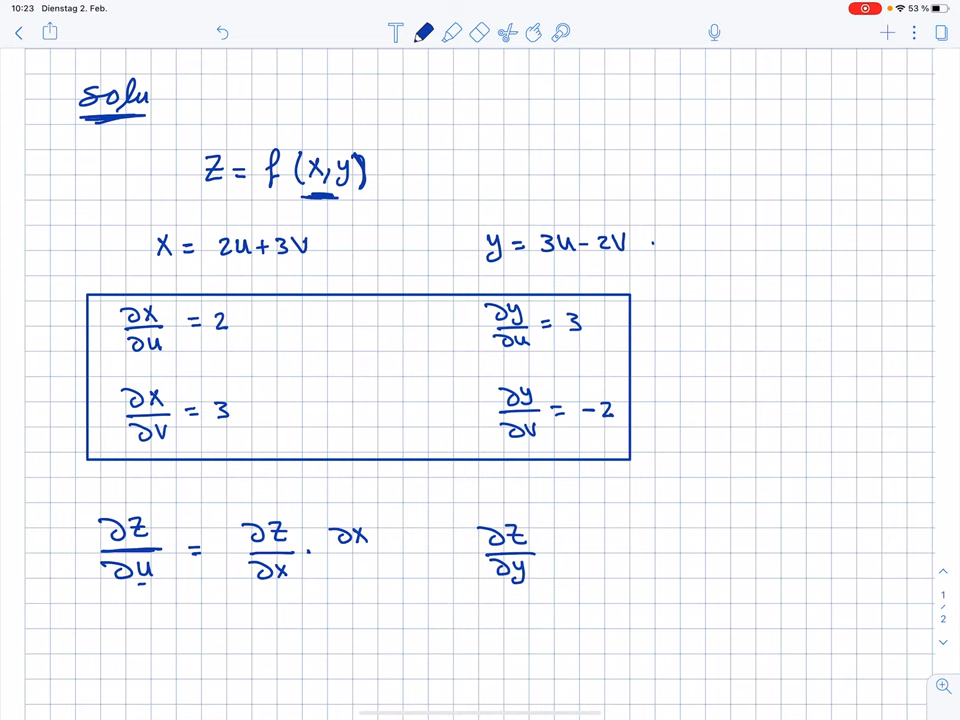 10:23 Dienstag 2. Feb. 53 %
T
Solu
Z = f (x,y)
x = 2u+3v y = 3u-2v .
∂x/∂u = 2 ∂y/∂u = 3
∂x/∂v = 3 ∂y/∂v = -2
∂z/∂u = ∂z/∂x · ∂x ∂z/∂y
1
/
2